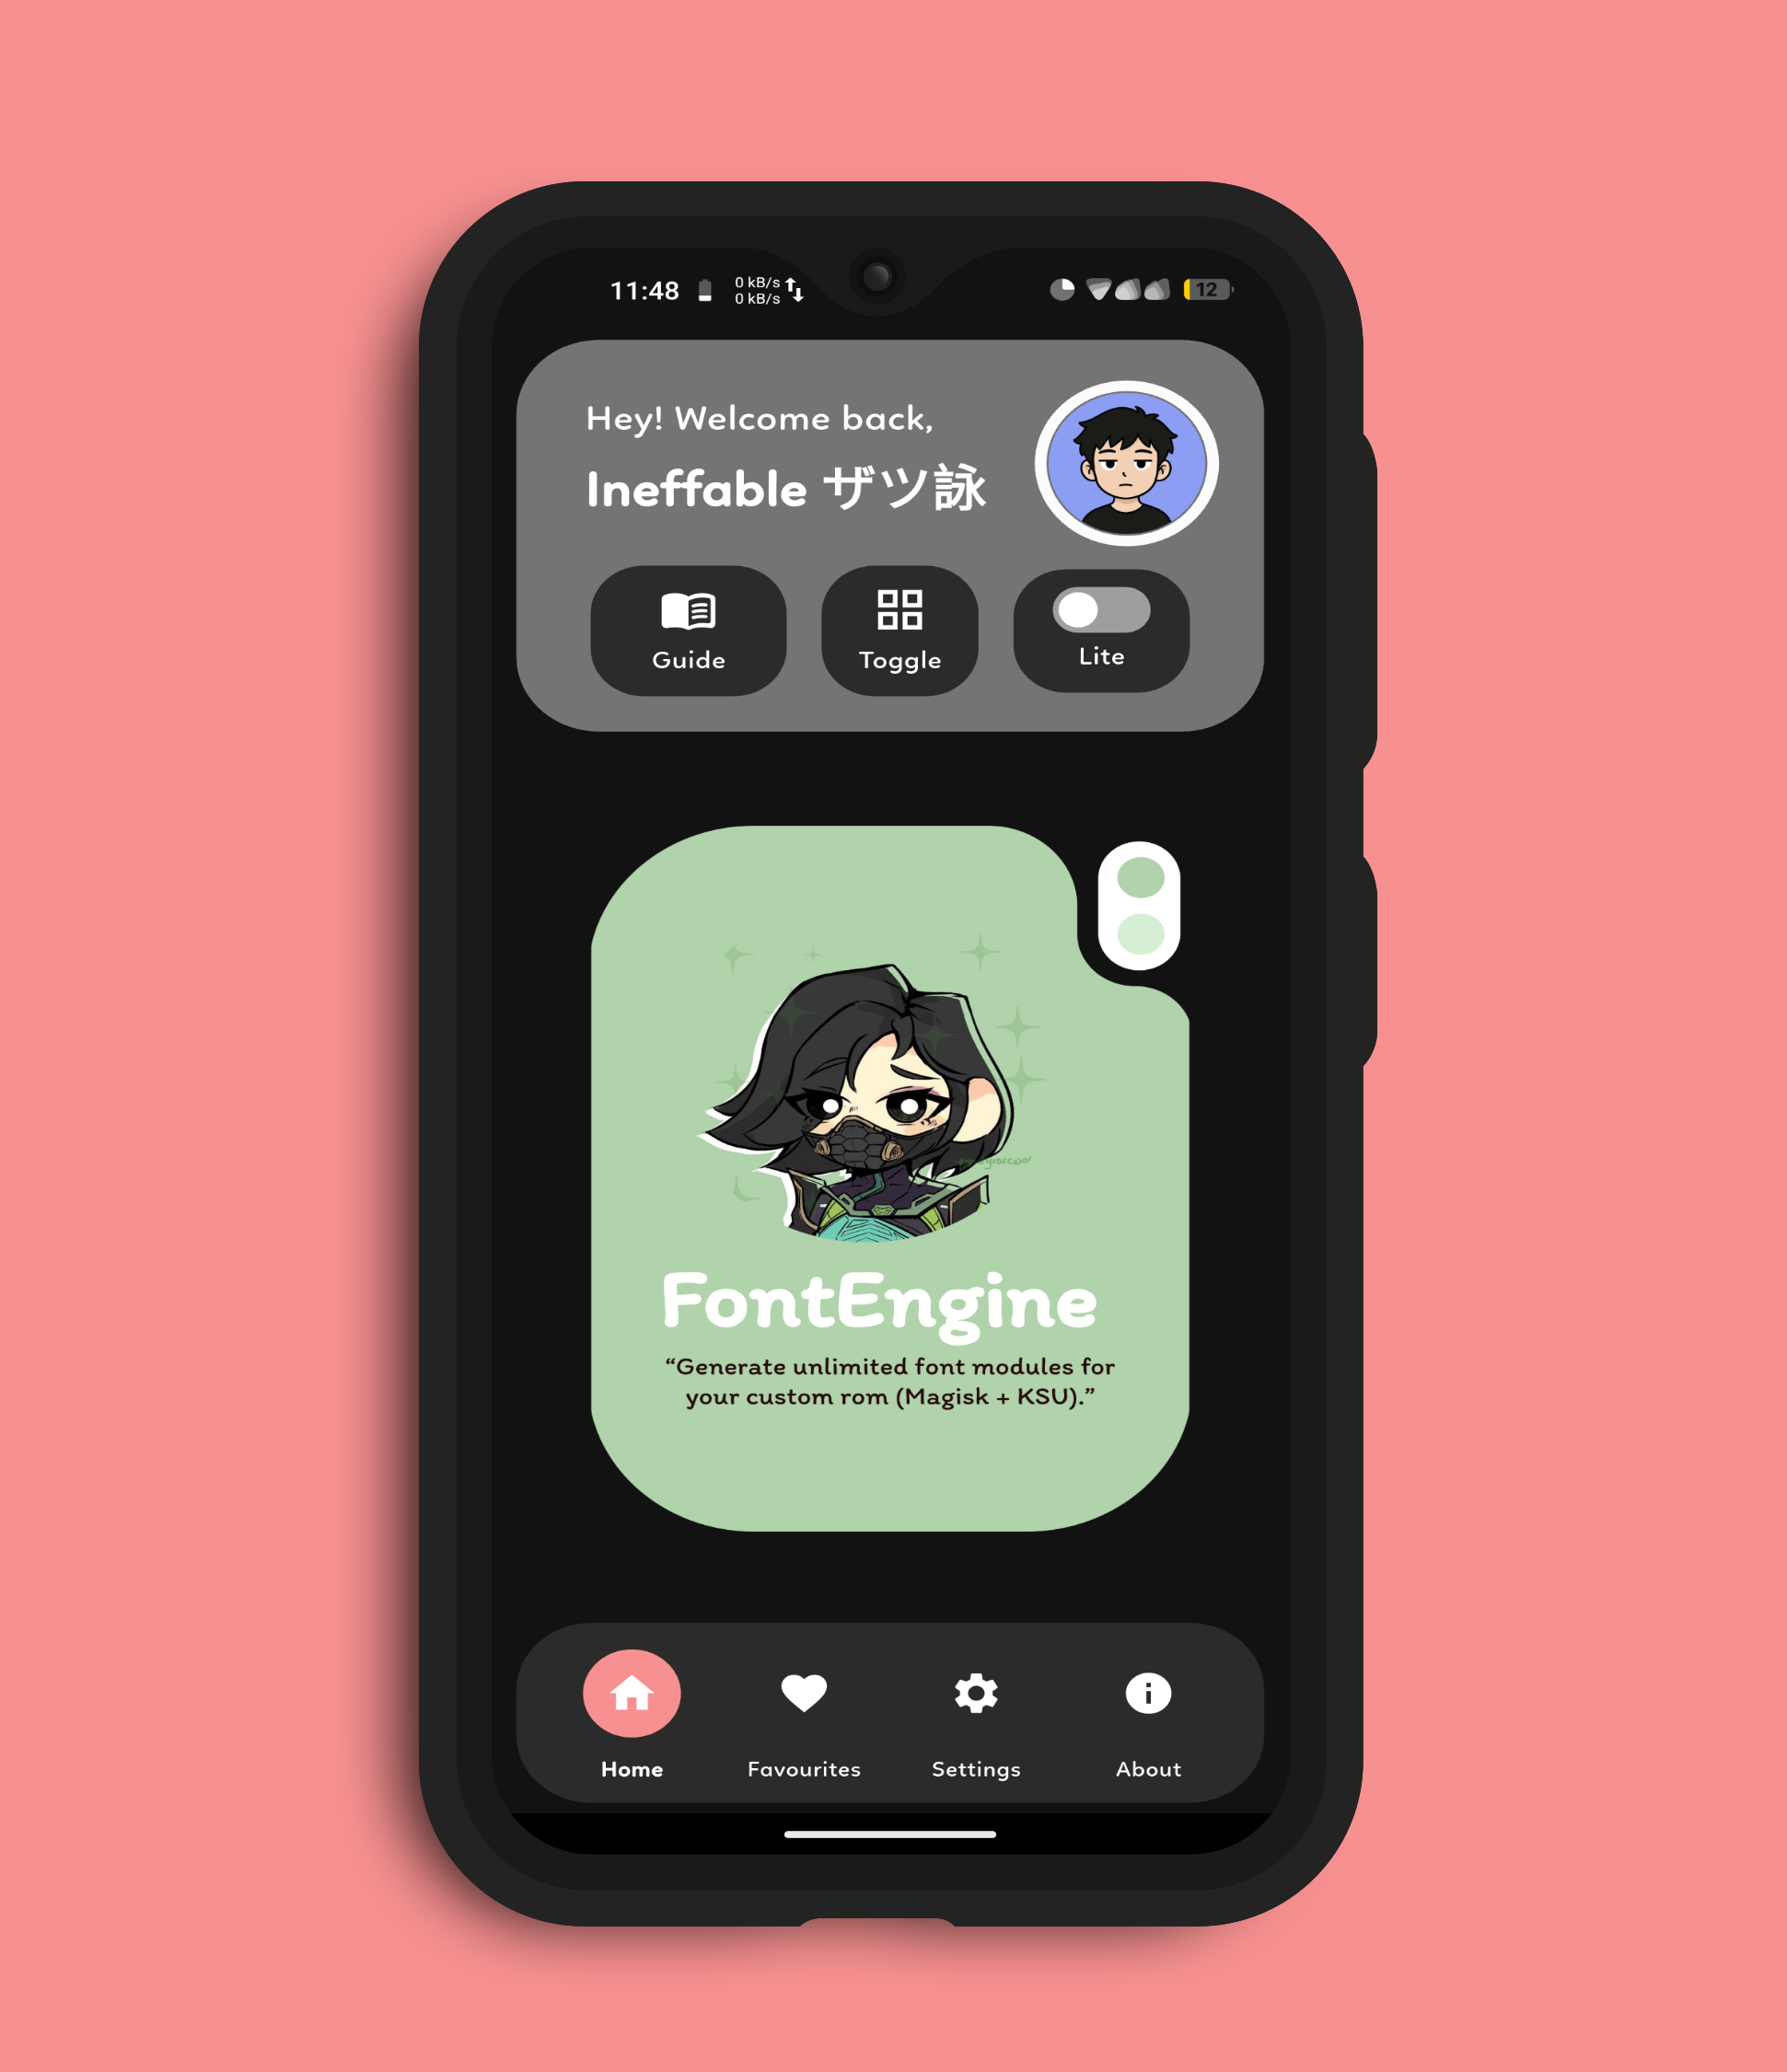 11:48
0 kB/s
0 kB/s
12
Hey! Welcome back,
Ineffable ザツ詠
Guide
Toggle
Lite
FontEngine
“Generate unlimited font modules for
your custom rom (Magisk + KSU).”
Home
Favourites
Settings
About